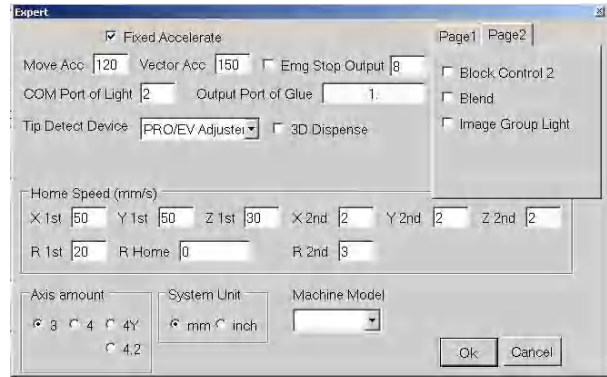 Expert
Fixed Accelerate
Page1 Page2
Move Acc 120 Vector Acc 150 Emg Stop Output 8
Block Control 2
COM Port of Light 2 Output Port of Glue 1.
Blend
Tip Detect Device PRO/EV Adjuster 3D Dispense
Image Group Light
Home Speed (mm/s)
X 1st 50 Y 1st 50 Z 1st 30 X 2nd 2 Y 2nd 2 Z 2nd 2
R 1st 20 R Home 0 R 2nd 3
Axis amount System Unit Machine Model
3 4 4Y mm inch
4.2
Ok Cancel